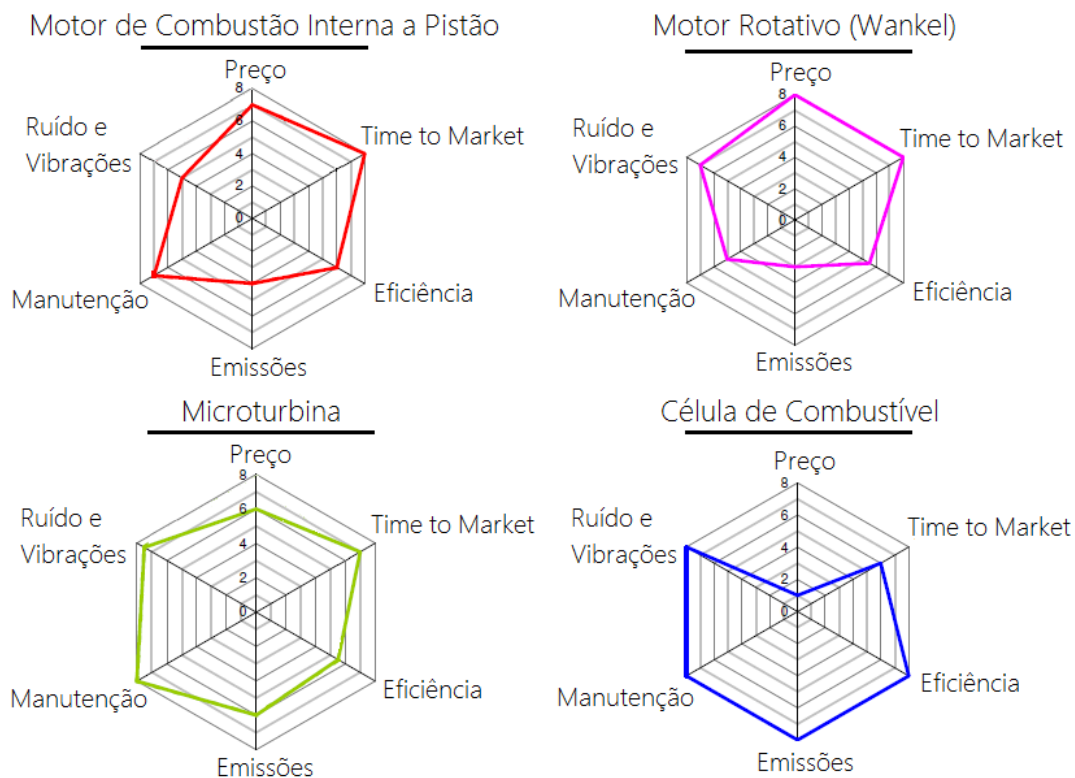 Motor de Combustão Interna a Pistão
Preço
8
6
4
2
0
Ruído e
Vibrações
Time to Market
Manutenção
Eficiência
Emissões
Motor Rotativo (Wankel)
Preço
8
6
4
2
0
Ruído e
Vibrações
Time to Market
Manutenção
Eficiência
Emissões
Microturbina
Preço
8
6
4
2
0
Ruído e
Vibrações
Time to Market
Manutenção
Eficiência
Emissões
Célula de Combustível
Preço
8
6
4
2
0
Ruído e
Vibrações
Time to Market
Manutenção
Eficiência
Emissões